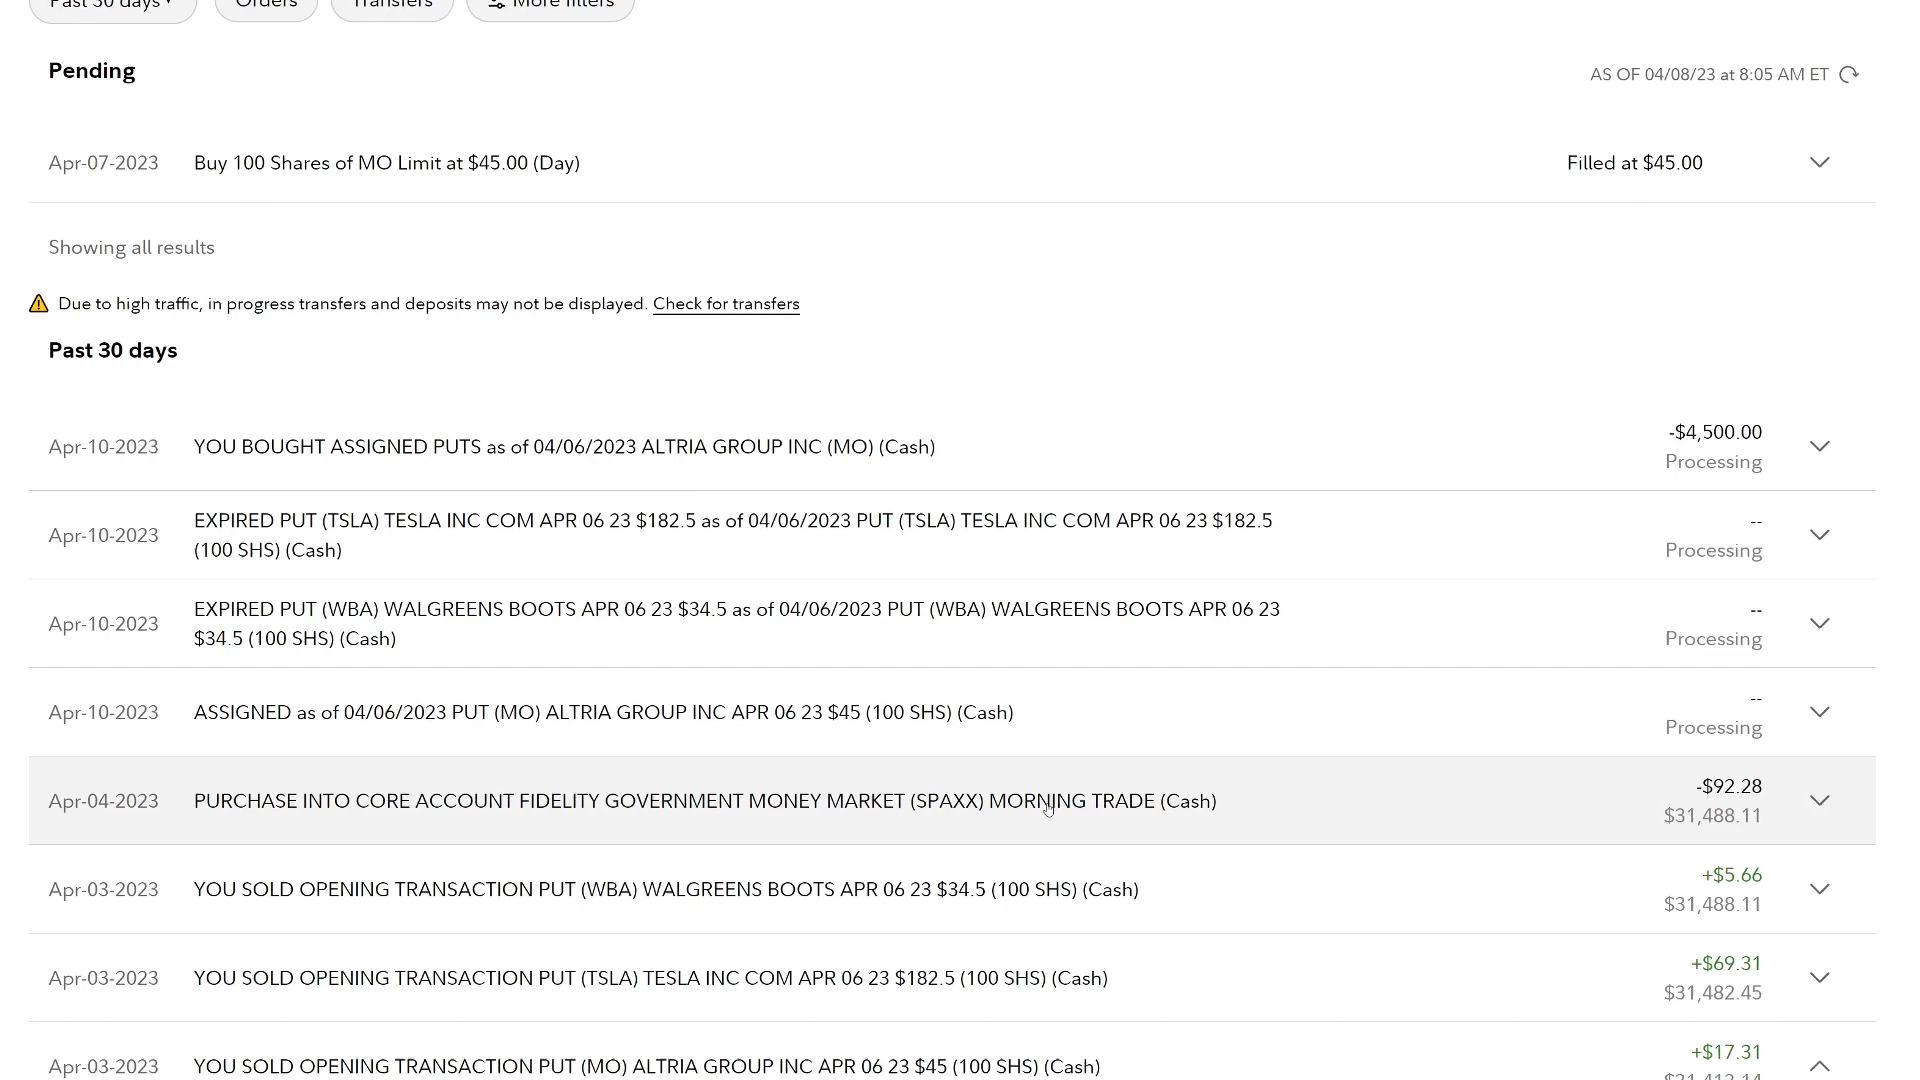 Past 30 days
Orders
Transfers
More filters
Pending
AS OF 04/08/23 at 8:05 AM ET
Apr-07-2023 Buy 100 Shares of MO Limit at $45.00 (Day) Filled at $45.00
Showing all results
Due to high traffic, in progress transfers and deposits may not be displayed. Check for transfers
Past 30 days
Apr-10-2023 YOU BOUGHT ASSIGNED PUTS as of 04/06/2023 ALTRIA GROUP INC (MO) (Cash)
-$4,500.00
Processing
Apr-10-2023
EXPIRED PUT (TSLA) TESLA INC COM APR 06 23 $182.5 as of 04/06/2023 PUT (TSLA) TESLA INC COM APR 06 23 $182.5
(100 SHS) (Cash)
--
Processing
Apr-10-2023
EXPIRED PUT (WBA) WALGREENS BOOTS APR 06 23 $34.5 as of 04/06/2023 PUT (WBA) WALGREENS BOOTS APR 06 23
$34.5 (100 SHS) (Cash)
--
Processing
Apr-10-2023 ASSIGNED as of 04/06/2023 PUT (MO) ALTRIA GROUP INC APR 06 23 $45 (100 SHS) (Cash)
--
Processing
Apr-04-2023 PURCHASE INTO CORE ACCOUNT FIDELITY GOVERNMENT MONEY MARKET (SPAXX) MORNING TRADE (Cash)
-$92.28
$31,488.11
Apr-03-2023 YOU SOLD OPENING TRANSACTION PUT (WBA) WALGREENS BOOTS APR 06 23 $34.5 (100 SHS) (Cash)
+$5.66
$31,488.11
Apr-03-2023 YOU SOLD OPENING TRANSACTION PUT (TSLA) TESLA INC COM APR 06 23 $182.5 (100 SHS) (Cash)
+$69.31
$31,482.45
Apr-03-2023 YOU SOLD OPENING TRANSACTION PUT (MO) ALTRIA GROUP INC APR 06 23 $45 (100 SHS) (Cash)
+$17.31
$31,413.14